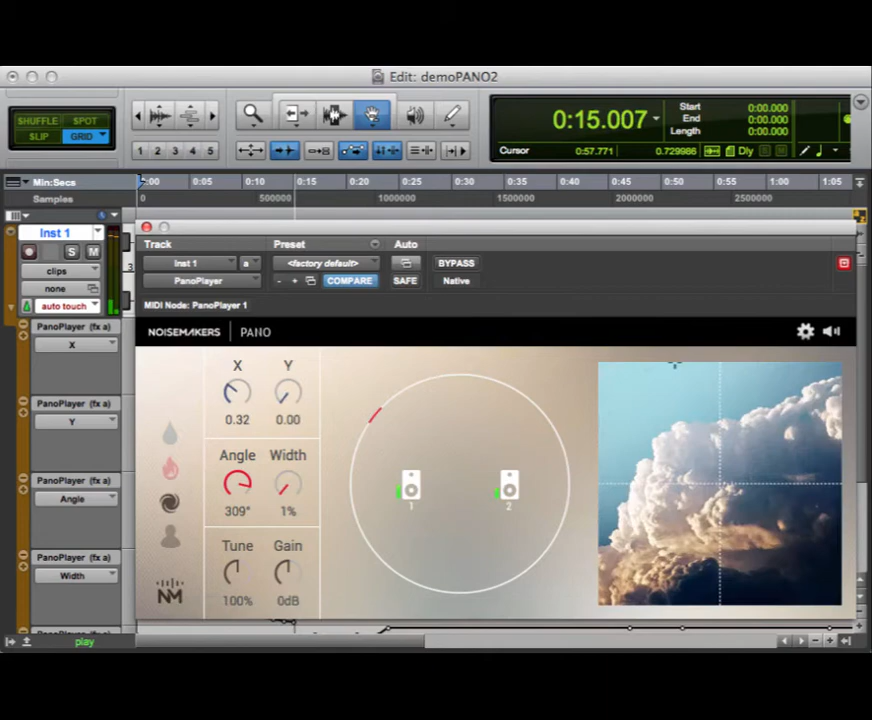 Edit: demoPANO2
SHUFFLE SPOT
SLIP GRID
1 2 3 4 5
0:15.007
Start 0:00.000
End 0:00.000
Length 0:00.000
Cursor 0:57.771 0.729986 Dly
Min:Secs :00 0:05 0:10 0:15 0:20 0:25 0:30 0:35 0:40 0:45 0:50 0:55 1:00 1:05
Samples 0 500000 1000000 1500000 2000000 2500000
Inst 1
S M
clips
none
auto touch
3
Track Preset Auto
Inst 1 a <factory default> BYPASS
PanoPlayer - + COMPARE SAFE Native
MIDI Node: PanoPlayer 1
NOISEMAKERS PANO
PanoPlayer (fx a)
X
PanoPlayer (fx a)
Y
PanoPlayer (fx a)
Angle
PanoPlayer (fx a)
Width
X Y
0.32 0.00
Angle Width
309° 1%
Tune Gain
100% 0dB
NM
1 2
play